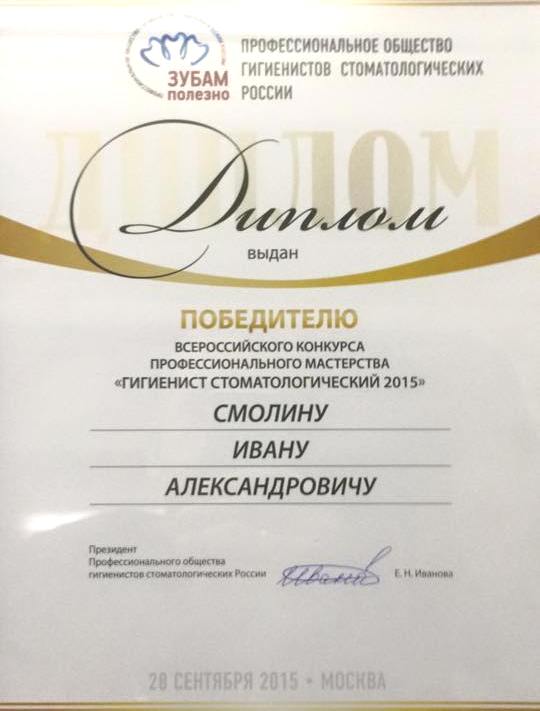 ЗУБАМ
полезно
ПРОФЕССИОНАЛЬНОЕ ОБЩЕСТВО
ГИГИЕНИСТОВ СТОМАТОЛОГИЧЕСКИХ
РОССИИ
ДИПЛОМ
Диплом
выдан
ПОБЕДИТЕЛЮ
ВСЕРОССИЙСКОГО КОНКУРСА
ПРОФЕССИОНАЛЬНОГО МАСТЕРСТВА
«ГИГИЕНИСТ СТОМАТОЛОГИЧЕСКИЙ 2015»
СМОЛИНУ
ИВАНУ
АЛЕКСАНДРОВИЧУ
Президент
Профессионального общества
гигиенистов стоматологических России
Е. Н. Иванова
28 СЕНТЯБРЯ 2015 • МОСКВА